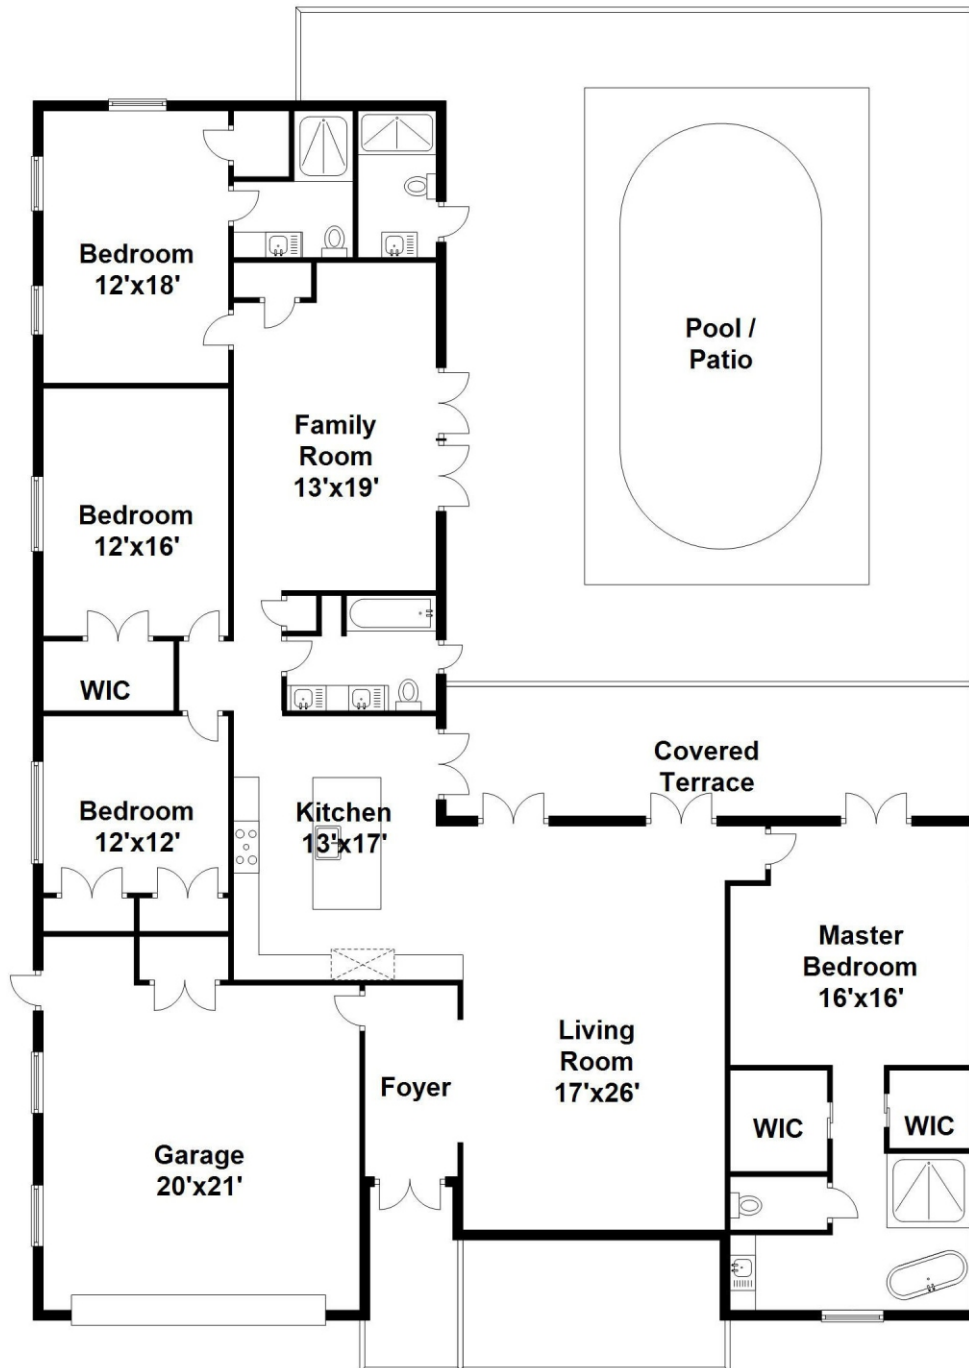 Bedroom
12'x18'
Pool /
Patio
Family
Room
13'x19'
Bedroom
12'x16'
WIC
Covered
Terrace
Bedroom
12'x12'
Kitchen
13'x17'
Master
Bedroom
16'x16'
Living
Room
17'x26'
Foyer
WIC
WIC
Garage
20'x21'